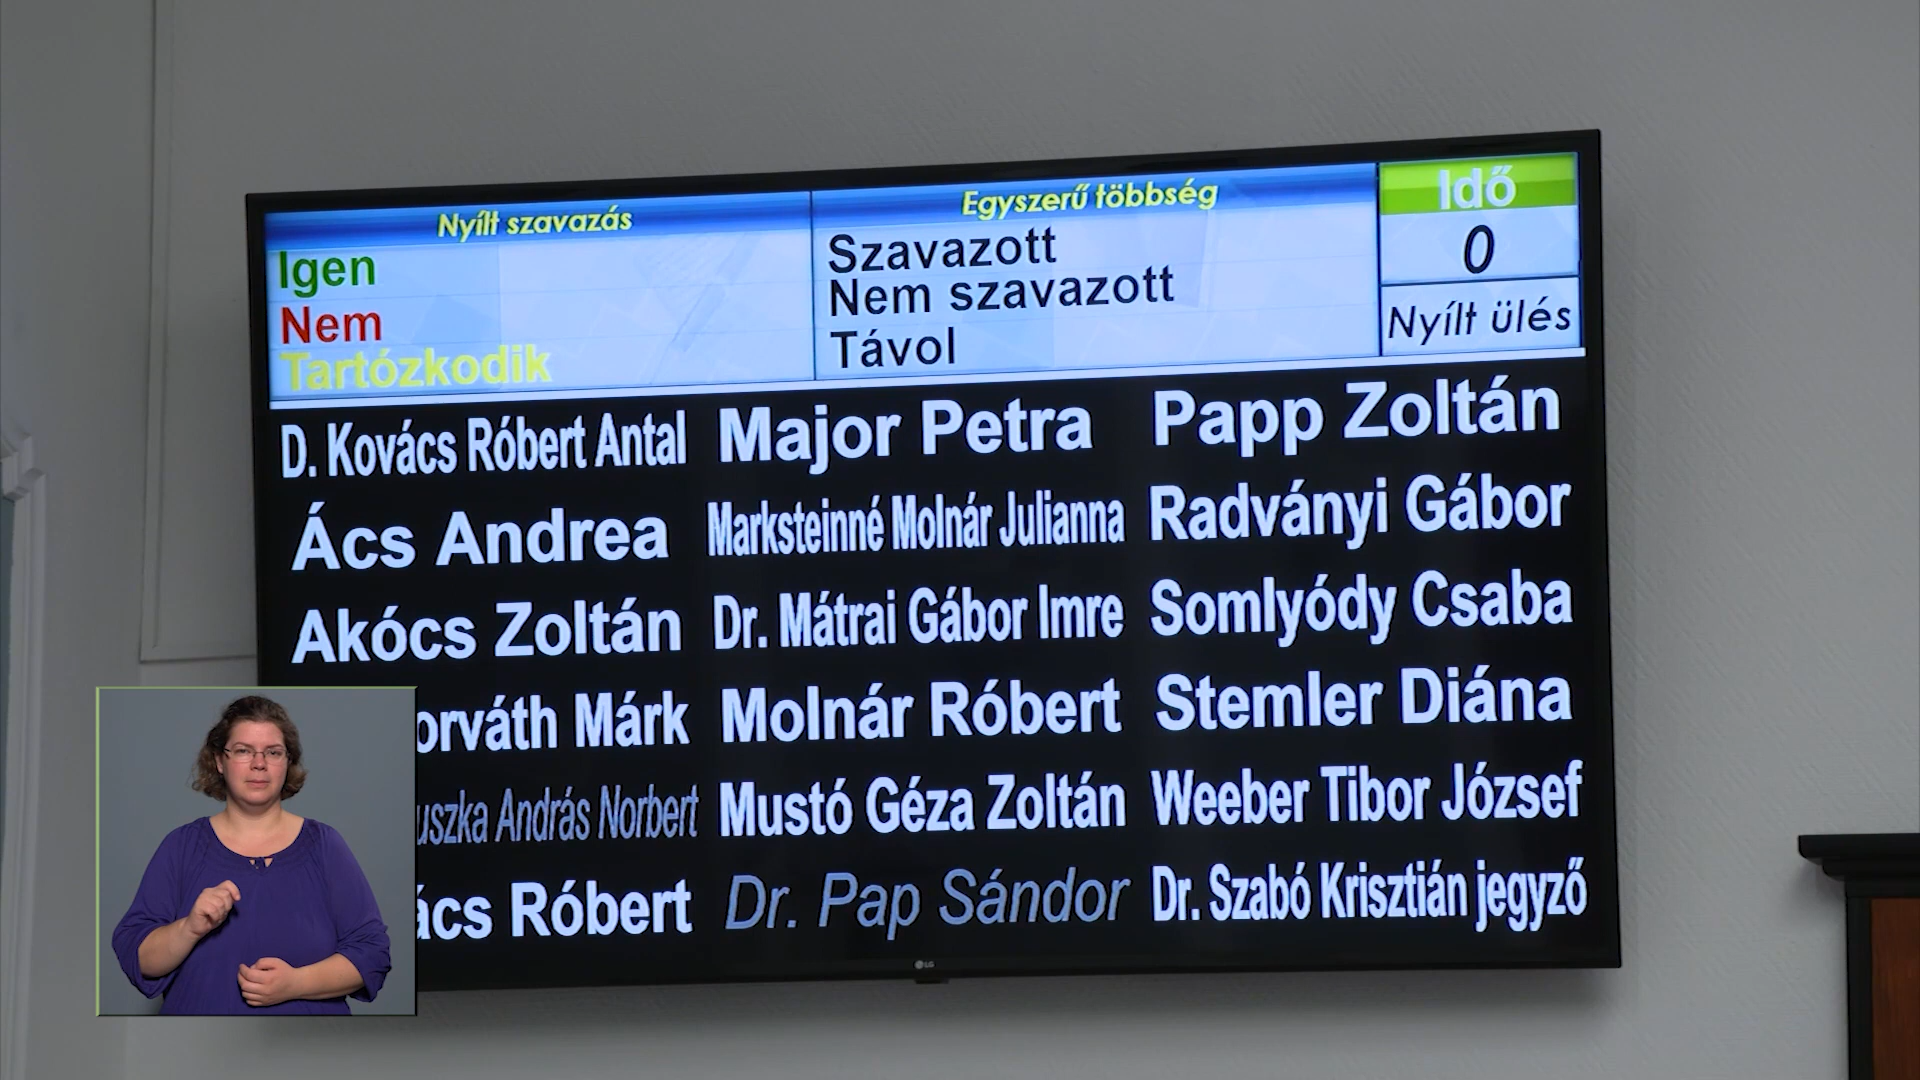 Nyílt szavazás
Igen
Nem
Tartózkodik
Egyszerű többség
Szavazott
Nem szavazott
Távol
Idő
0
Nyílt ülés
D. Kovács Róbert Antal Major Petra Papp Zoltán
Ács Andrea Marksteinné Molnár Julianna Radványi Gábor
Akócs Zoltán Dr. Mátrai Gábor Imre Somlyódy Csaba
Márk Molnár Róbert Stemler Diána
András Norbert Mustó Géza Zoltán Weeber Tibor József
Róbert Dr. Pap Sándor Dr. Szabó Krisztián jegyző
LG